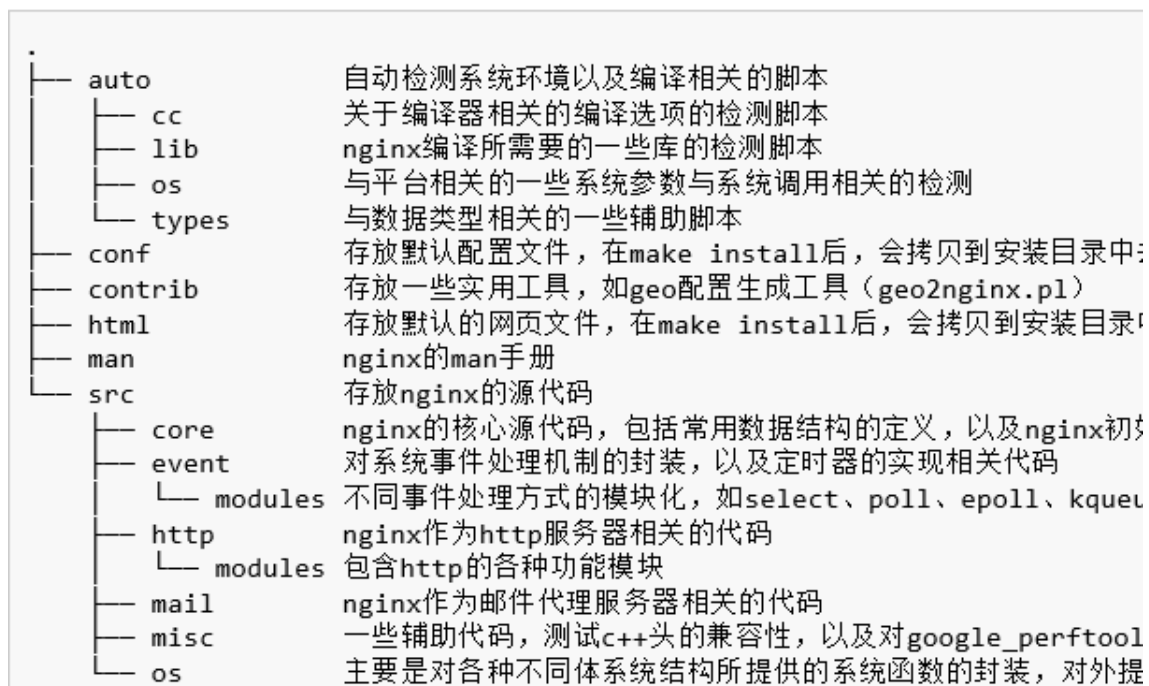 .
├── auto 自动检测系统环境以及编译相关的脚本
│   ├── cc 关于编译器相关的编译选项的检测脚本
│   ├── lib nginx编译所需要的一些库的检测脚本
│   ├── os 与平台相关的一些系统参数与系统调用相关的检测
│   └── types 与数据类型相关的一些辅助脚本
├── conf 存放默认配置文件，在make install后，会拷贝到安装目录中
├── contrib 存放一些实用工具，如geo配置生成工具（geo2nginx.pl）
├── html 存放默认的网页文件，在make install后，会拷贝到安装目录
├── man nginx的man手册
└── src 存放nginx的源代码
    ├── core nginx的核心源代码，包括常用数据结构的定义，以及nginx初
    ├── event 对系统事件处理机制的封装，以及定时器的实现相关代码
    │   └── modules 不同事件处理方式的模块化，如select、poll、epoll、kqueu
    ├── http nginx作为http服务器相关的代码
    │   └── modules 包含http的各种功能模块
    ├── mail nginx作为邮件代理服务器相关的代码
    ├── misc 一些辅助代码，测试c++头的兼容性，以及对google_perftool
    └── os 主要是对各种不同体系统结构所提供的系统函数的封装，对外提